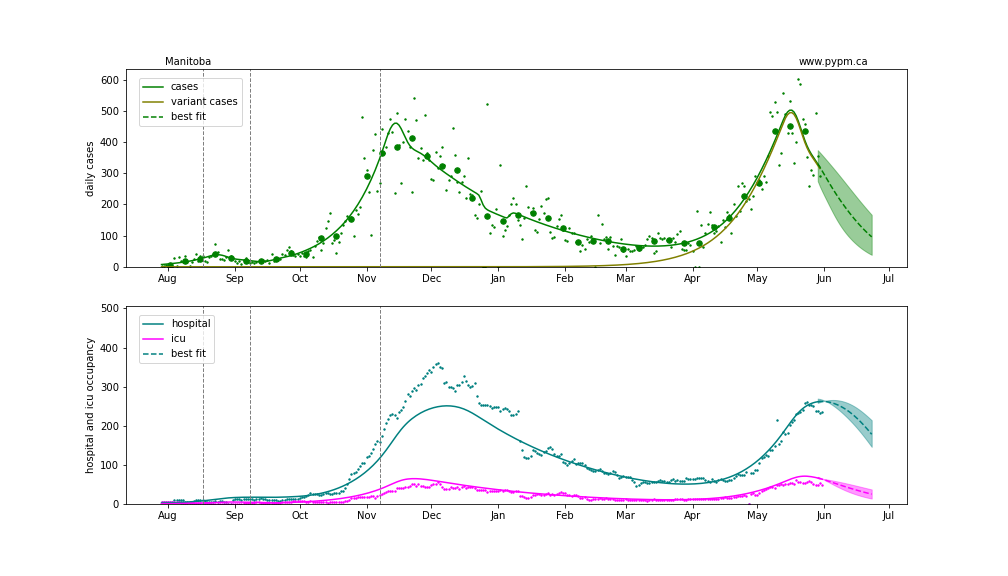 Manitoba
www.pypm.ca
daily cases
600
500
400
300
200
100
0
cases
variant cases
best fit
Aug Sep Oct Nov Dec Jan Feb Mar Apr May Jun Jul
hospital and icu occupancy
500
400
300
200
100
0
hospital
icu
best fit
Aug Sep Oct Nov Dec Jan Feb Mar Apr May Jun Jul